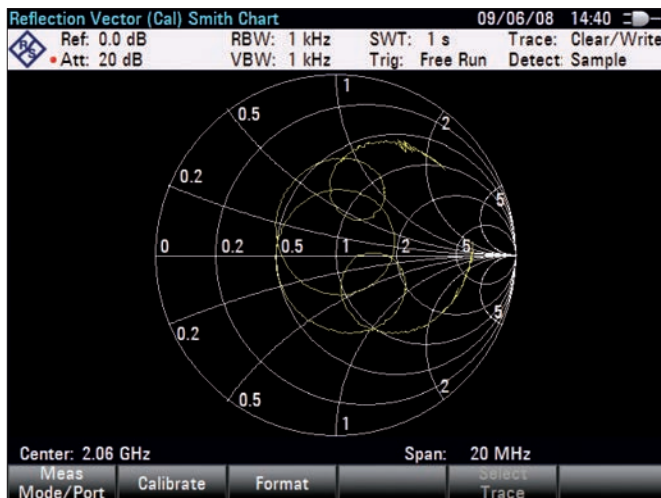 Reflection Vector (Cal) Smith Chart 09/06/08 14:40
R&S Ref: 0.0 dB RBW: 1 kHz SWT: 1 s Trace: Clear/Write
Att: 20 dB VBW: 1 kHz Trig: Free Run Detect: Sample
1
0.5 2
0.2 5
0 0.2 0.5 1 2 5
0.2 5
0.5 2
1
Center: 2.06 GHz Span: 20 MHz
Meas Mode/Port Calibrate Format Select Trace